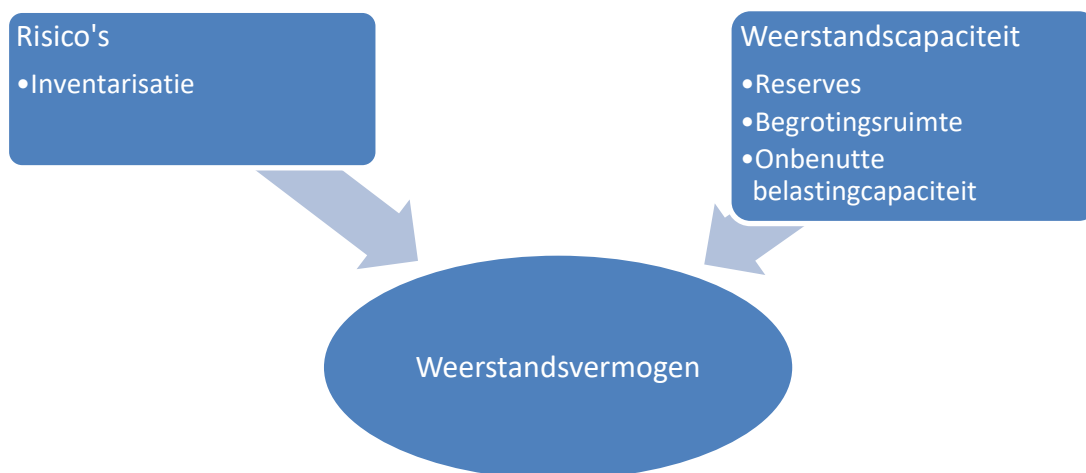 Risico's
•Inventarisatie
Weerstandscapaciteit
•Reserves
•Begrotingsruimte
•Onbenutte
belastingcapaciteit
Weerstandsvermogen